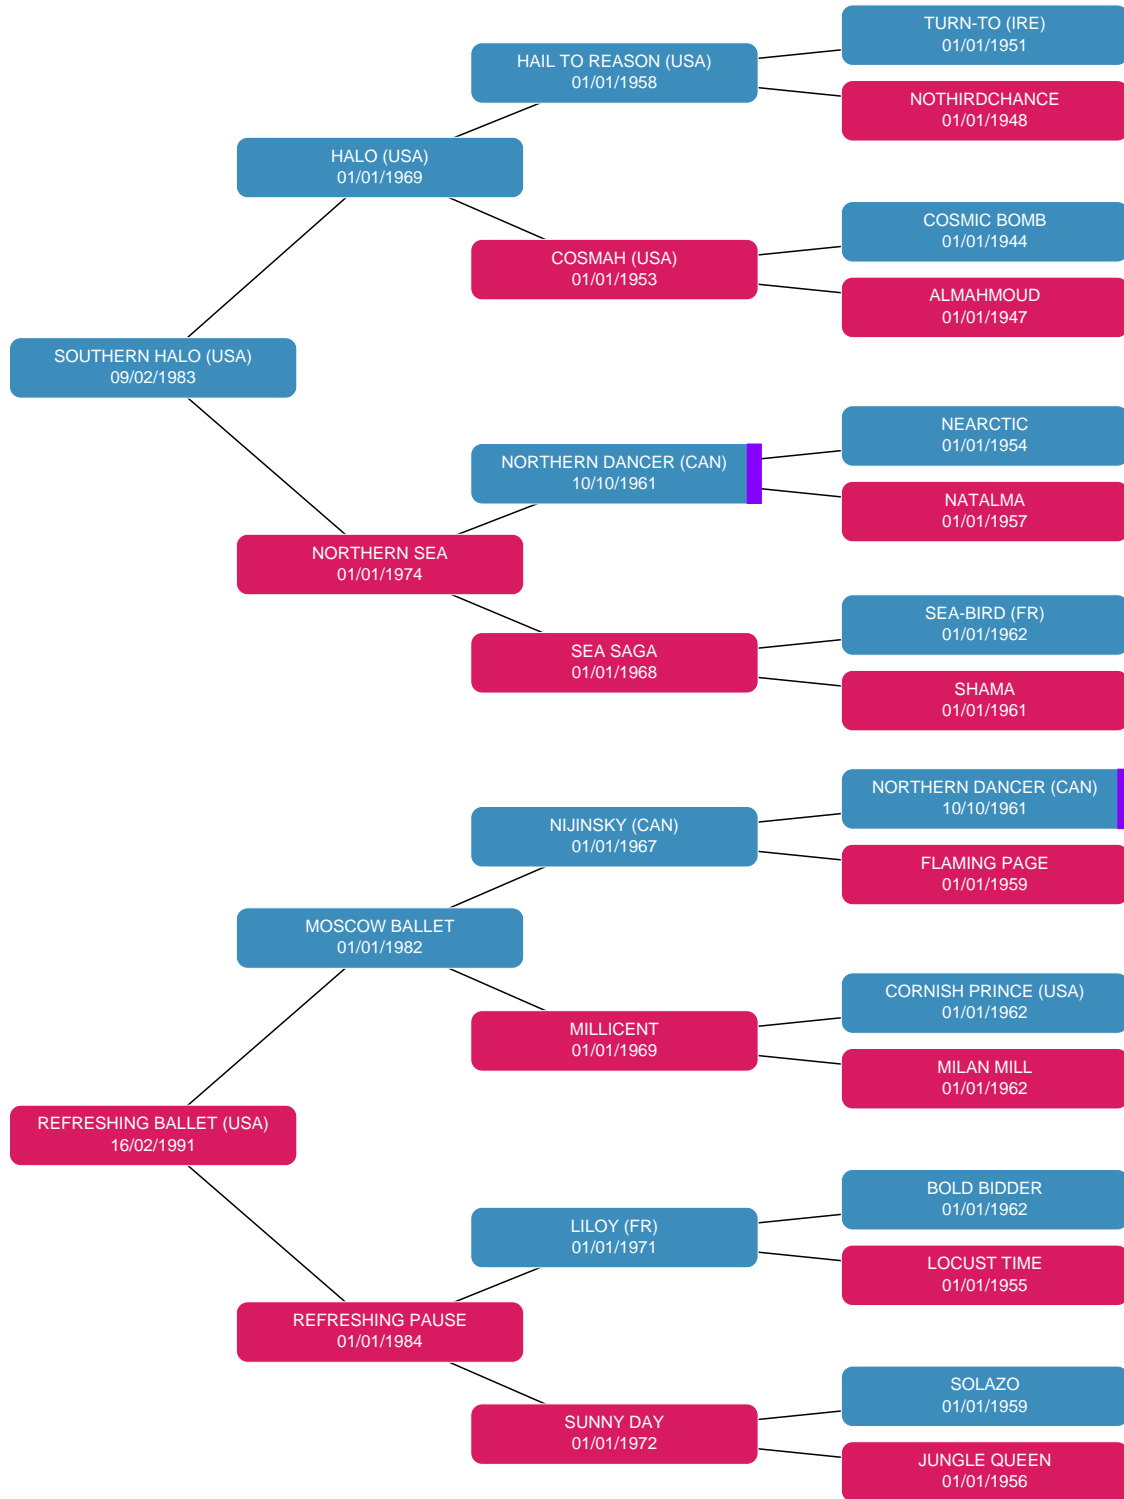 TURN-TO (IRE)
01/01/1951
HAIL TO REASON (USA)
01/01/1958
NOTHIRDCHANCE
01/01/1948
HALO (USA)
01/01/1969
COSMIC BOMB
01/01/1944
COSMAH (USA)
01/01/1953
ALMAHMOUD
01/01/1947
SOUTHERN HALO (USA)
09/02/1983
NEARCTIC
01/01/1954
NORTHERN DANCER (CAN)
10/10/1961
NATALMA
01/01/1957
NORTHERN SEA
01/01/1974
SEA-BIRD (FR)
01/01/1962
SEA SAGA
01/01/1968
SHAMA
01/01/1961
NORTHERN DANCER (CAN)
10/10/1961
NIJINSKY (CAN)
01/01/1967
FLAMING PAGE
01/01/1959
MOSCOW BALLET
01/01/1982
CORNISH PRINCE (USA)
01/01/1962
MILLICENT
01/01/1969
MILAN MILL
01/01/1962
REFRESHING BALLET (USA)
16/02/1991
BOLD BIDDER
01/01/1962
LILOY (FR)
01/01/1971
LOCUST TIME
01/01/1955
REFRESHING PAUSE
01/01/1984
SOLAZO
01/01/1959
SUNNY DAY
01/01/1972
JUNGLE QUEEN
01/01/1956